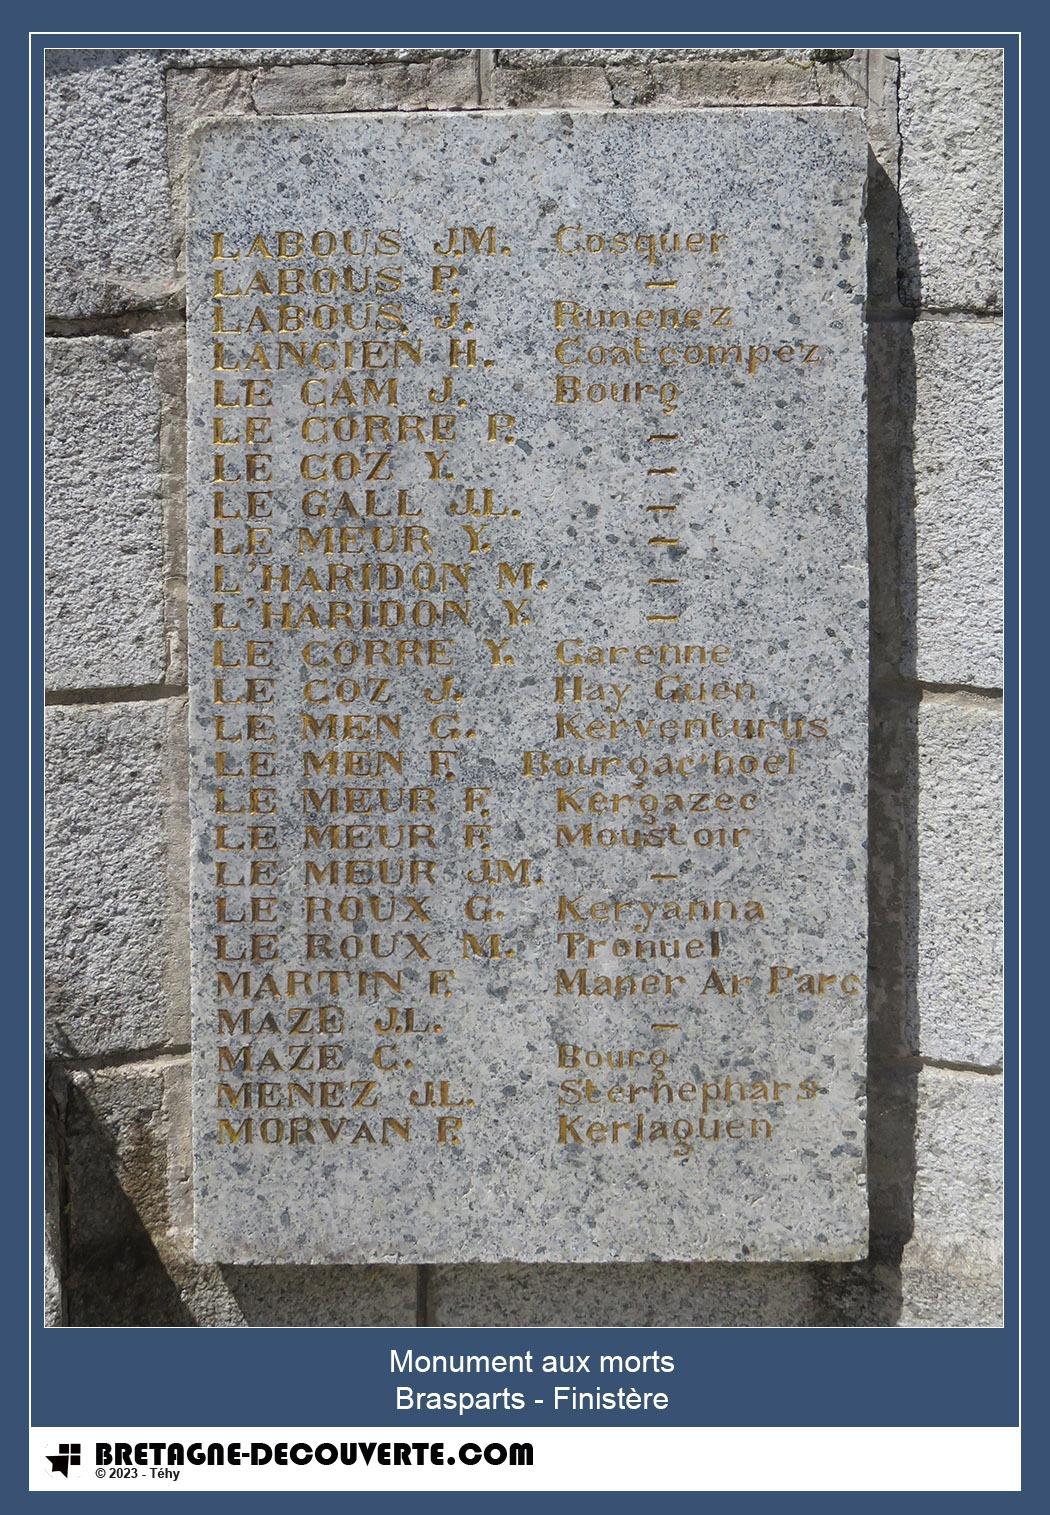 LABOUS J.M. Cosquer
LABOUS P. —
LABOUS J. Runenez
LANCIEN H. Coatcompez
LE CAM J. Bourg
LE CORRE P. —
LE COZ Y. —
LE GALL J.L. —
LE MEUR Y. —
L'HARIDON M. —
L'HARIDON Y. —
LE CORRE Y. Garenne
LE COZ J. Hay Guen
LE MEN G. Kerventurus
LE MEN F. Bourgac'hoel
LE MEUR F. Kergazec
LE MEUR F. Moustoir
LE MEUR J.M. —
LE ROUX G. Keryanna
LE ROUX M. Tronuel
MARTIN F. Maner Ar Parc
MAZE J.L. —
MAZE C. Bourg
MENEZ J.L. Sternephars
MORVAN P. Kerlaguen
Monument aux morts
Brasparts - Finistère
BRETAGNE-DECOUVERTE.COM
© 2023 - Téhy